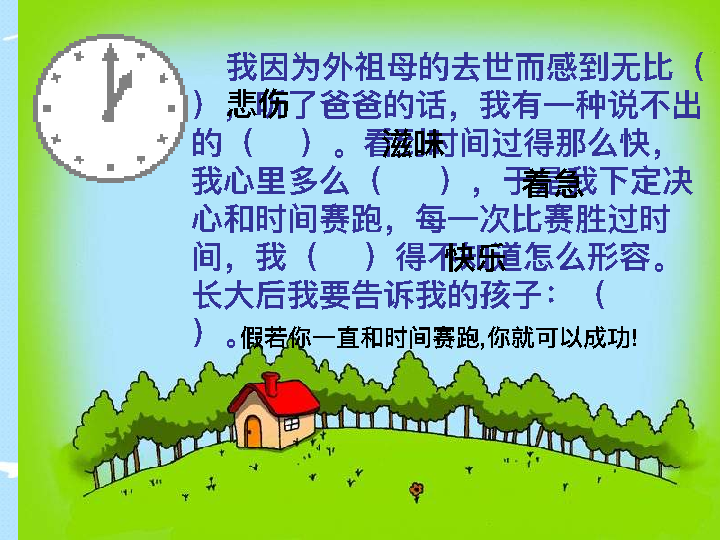 我因为外祖母的去世而感到无比（
），听了爸爸的话，我有一种说不出
悲伤
的（　）。看到时间过得那么快，
滋味
我心里多么（　），于是我下定决
着急
心和时间赛跑，每一次比赛胜过时
间，我（　）得不知道怎么形容。
快乐
长大后我要告诉我的孩子：（
）。
假若你一直和时间赛跑,你就可以成功!